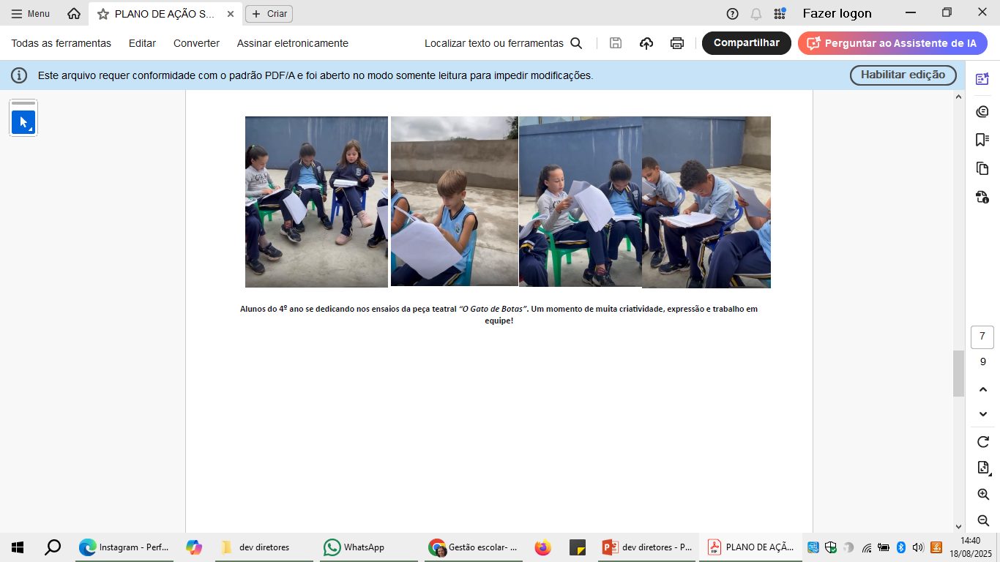 Menu
PLANO DE AÇÃO S...
Criar
Fazer logon
Todas as ferramentas
Editar
Converter
Assinar eletronicamente
Localizar texto ou ferramentas
Compartilhar
Perguntar ao Assistente de IA
Este arquivo requer conformidade com o padrão PDF/A e foi aberto no modo somente leitura para impedir modificações.
Habilitar edição
Alunos do 4º ano se dedicando nos ensaios da peça teatral “O Gato de Botas”. Um momento de muita criatividade, expressão e trabalho em
equipe!
7
9
Instagram - Perf...
dev diretores
WhatsApp
Gestão escolar- ...
dev diretores - P...
PLANO DE AÇÃ...
14:40
18/08/2025